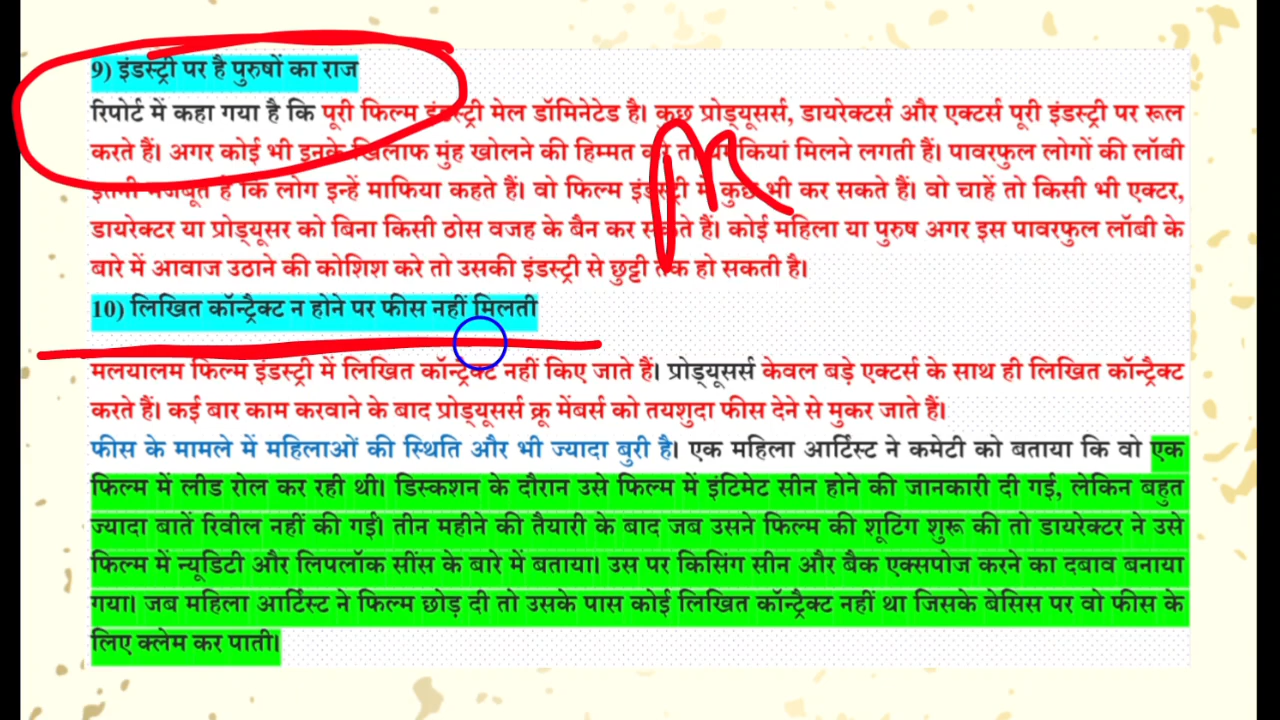 9) इंडस्ट्री पर है पुरुषों का राज
रिपोर्ट में कहा गया है कि पूरी फिल्म इंडस्ट्री मेल डॉमिनेटेड है। कुछ प्रोड्यूसर्स, डायरेक्टर्स और एक्टर्स पूरी इंडस्ट्री पर रूल
करते हैं। अगर कोई भी इनके खिलाफ मुंह खोलने की हिम्मत करे तो धमकियां मिलने लगती हैं। पावरफुल लोगों की लॉबी
इतनी मजबूत है कि लोग इन्हें माफिया कहते हैं। वो फिल्म इंडस्ट्री में कुछ भी कर सकते हैं। वो चाहें तो किसी भी एक्टर,
डायरेक्टर या प्रोड्यूसर को बिना किसी ठोस वजह के बैन कर सकते हैं। कोई महिला या पुरुष अगर इस पावरफुल लॉबी के
बारे में आवाज उठाने की कोशिश करे तो उसकी इंडस्ट्री से छुट्टी तक हो सकती है।
10) लिखित कॉन्ट्रैक्ट न होने पर फीस नहीं मिलती
मलयालम फिल्म इंडस्ट्री में लिखित कॉन्ट्रैक्ट नहीं किए जाते हैं। प्रोड्यूसर्स केवल बड़े एक्टर्स के साथ ही लिखित कॉन्ट्रैक्ट
करते हैं। कई बार काम करवाने के बाद प्रोड्यूसर्स क्रू मेंबर्स को तयशुदा फीस देने से मुकर जाते हैं।
फीस के मामले में महिलाओं की स्थिति और भी ज्यादा बुरी है। एक महिला आर्टिस्ट ने कमेटी को बताया कि वो एक
फिल्म में लीड रोल कर रही थी। डिस्कशन के दौरान उसे फिल्म में इंटिमेट सीन होने की जानकारी दी गई, लेकिन बहुत
ज्यादा बातें रिवील नहीं की गईं। तीन महीने की तैयारी के बाद जब उसने फिल्म की शूटिंग शुरू की तो डायरेक्टर ने उसे
फिल्म में न्यूडिटी और लिपलॉक सींस के बारे में बताया। उस पर किसिंग सीन और बैक एक्सपोज करने का दबाव बनाया
गया। जब महिला आर्टिस्ट ने फिल्म छोड़ दी तो उसके पास कोई लिखित कॉन्ट्रैक्ट नहीं था जिसके बेसिस पर वो फीस के
लिए क्लेम कर पाती।